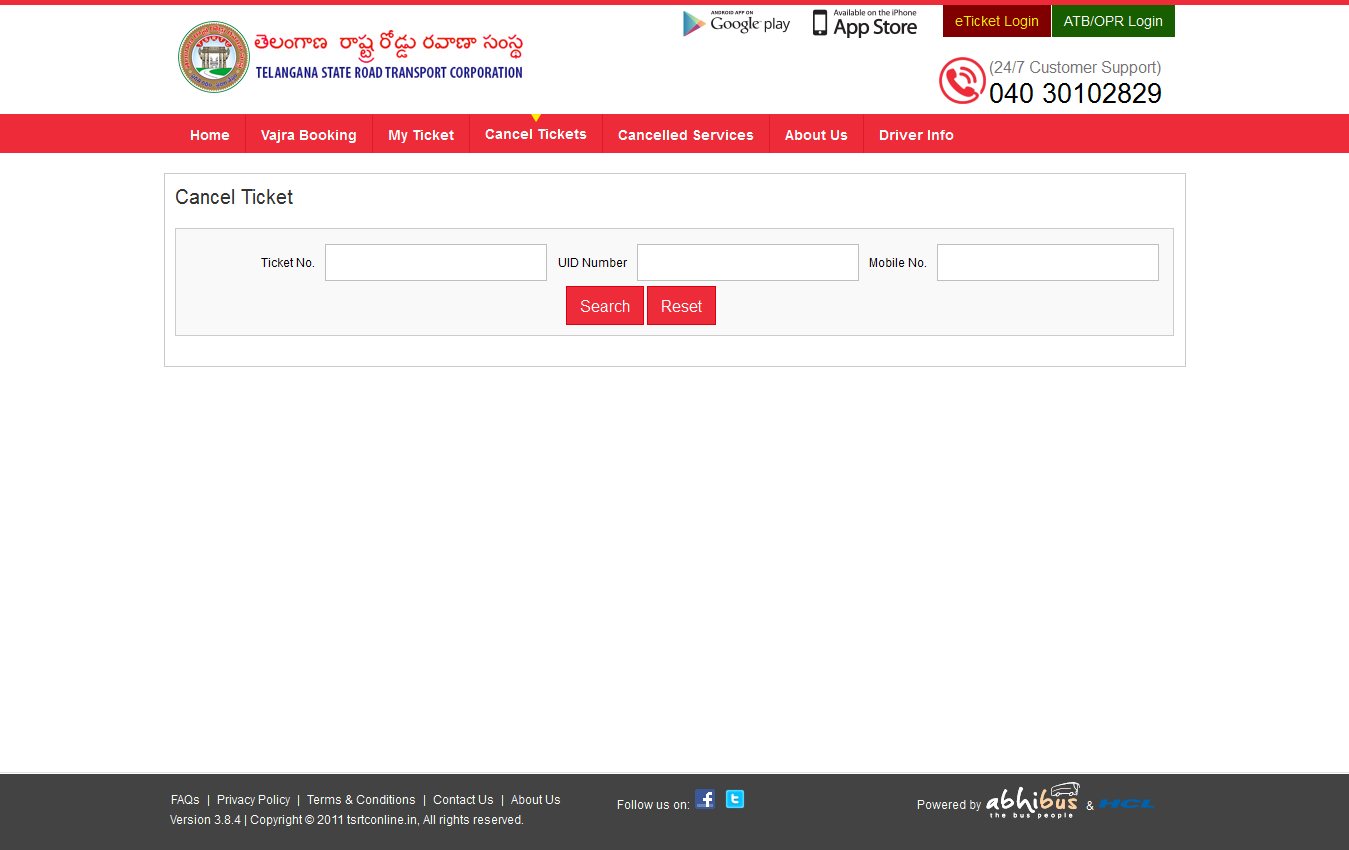 ANDROID APP ON
Google play
Available on the iPhone
App Store
eTicket Login
ATB/OPR Login
తెలంగాణ రాష్ట్ర రోడ్డు రవాణా సంస్థ
TELANGANA STATE ROAD TRANSPORT CORPORATION
(24/7 Customer Support)
040 30102829
Home
Vajra Booking
My Ticket
Cancel Tickets
Cancelled Services
About Us
Driver Info
Cancel Ticket
Ticket No.
UID Number
Mobile No.
Search
Reset
FAQs | Privacy Policy | Terms & Conditions | Contact Us | About Us
Version 3.8.4 | Copyright © 2011 tsrtconline.in, All rights reserved.
Follow us on:
Powered by abhibus & HCL
the bus people